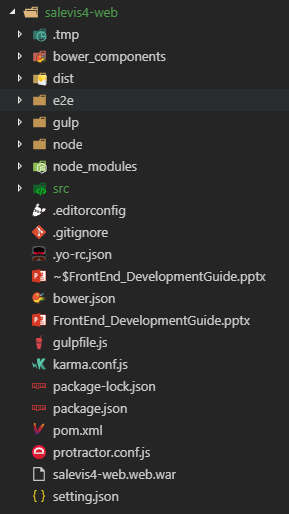 salevis4-web
.tmp
bower_components
dist
e2e
gulp
node
node_modules
src
.editorconfig
.gitignore
.yo-rc.json
~$FrontEnd_DevelopmentGuide.pptx
bower.json
FrontEnd_DevelopmentGuide.pptx
gulpfile.js
karma.conf.js
package-lock.json
package.json
pom.xml
protractor.conf.js
salevis4-web.web.war
setting.json